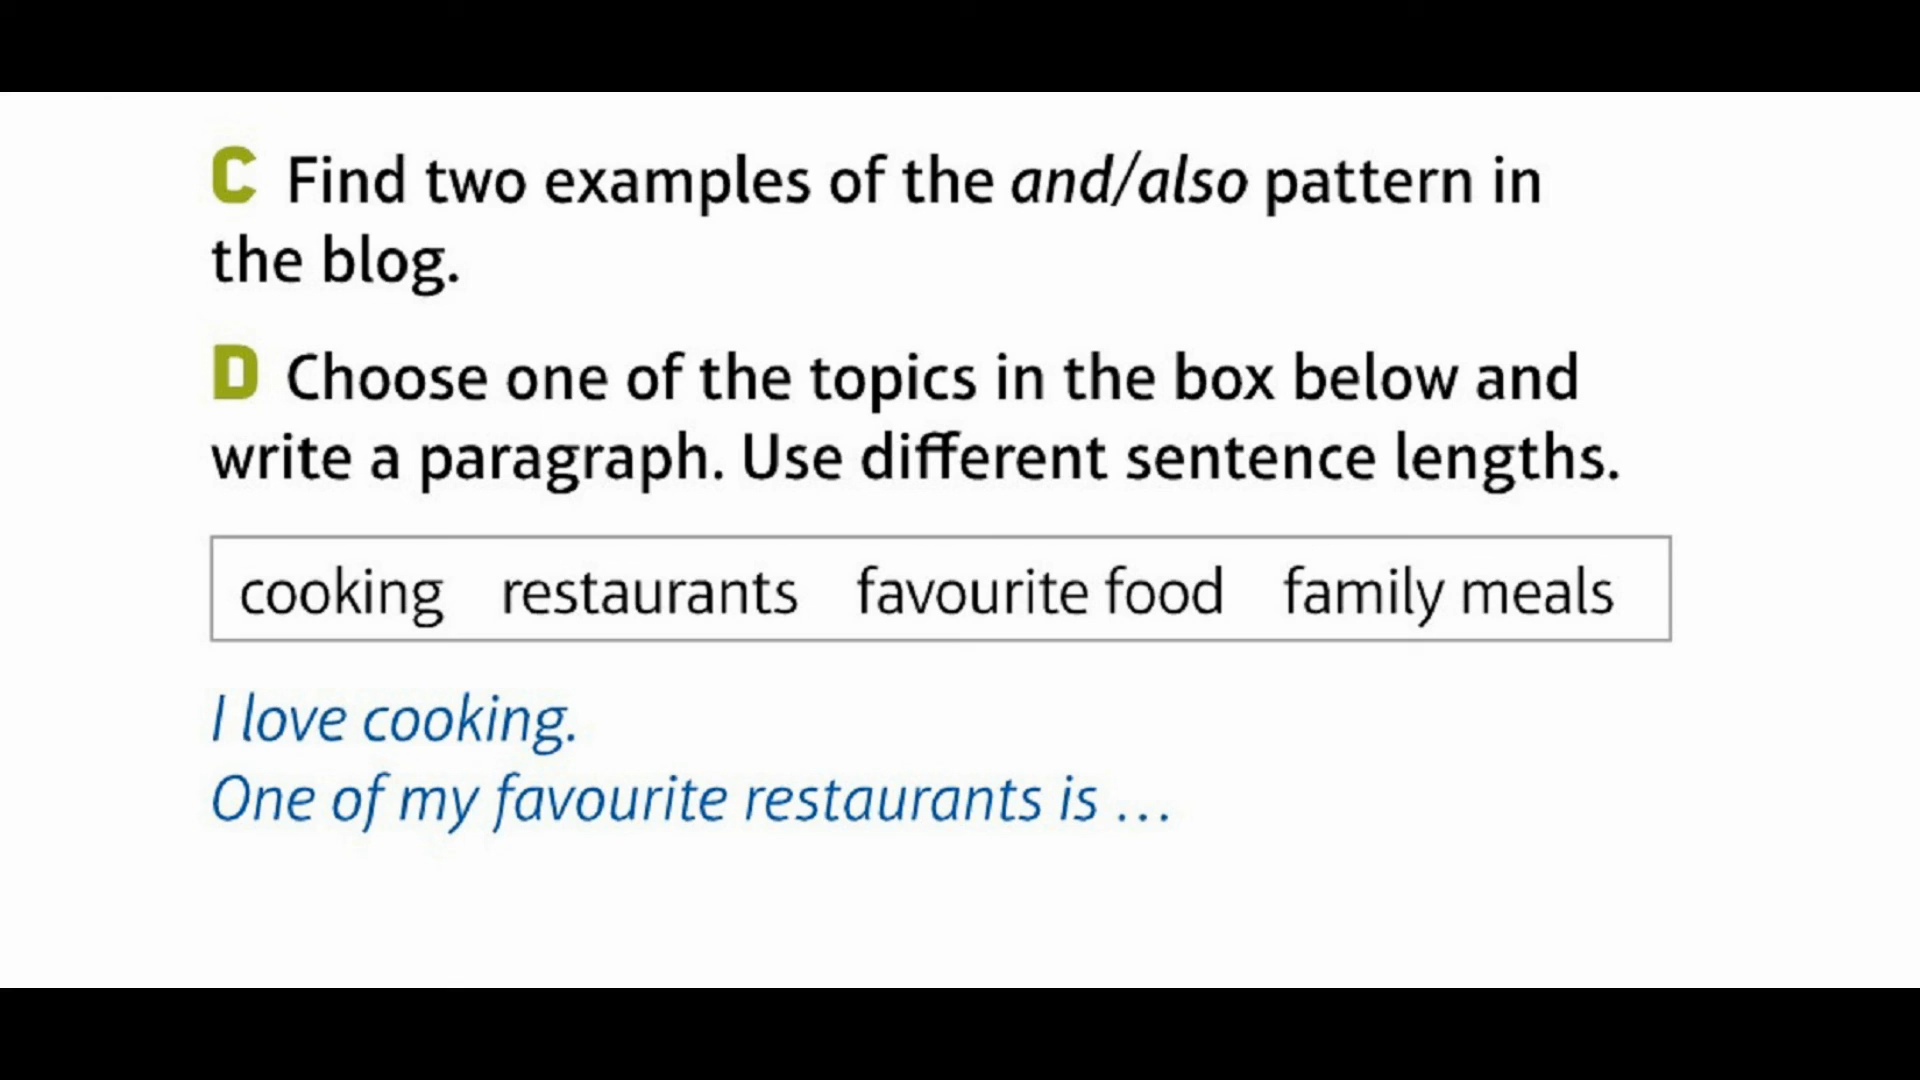 C Find two examples of the and/also pattern in
the blog.
D Choose one of the topics in the box below and
write a paragraph. Use different sentence lengths.
cooking restaurants favourite food family meals
I love cooking.
One of my favourite restaurants is ...